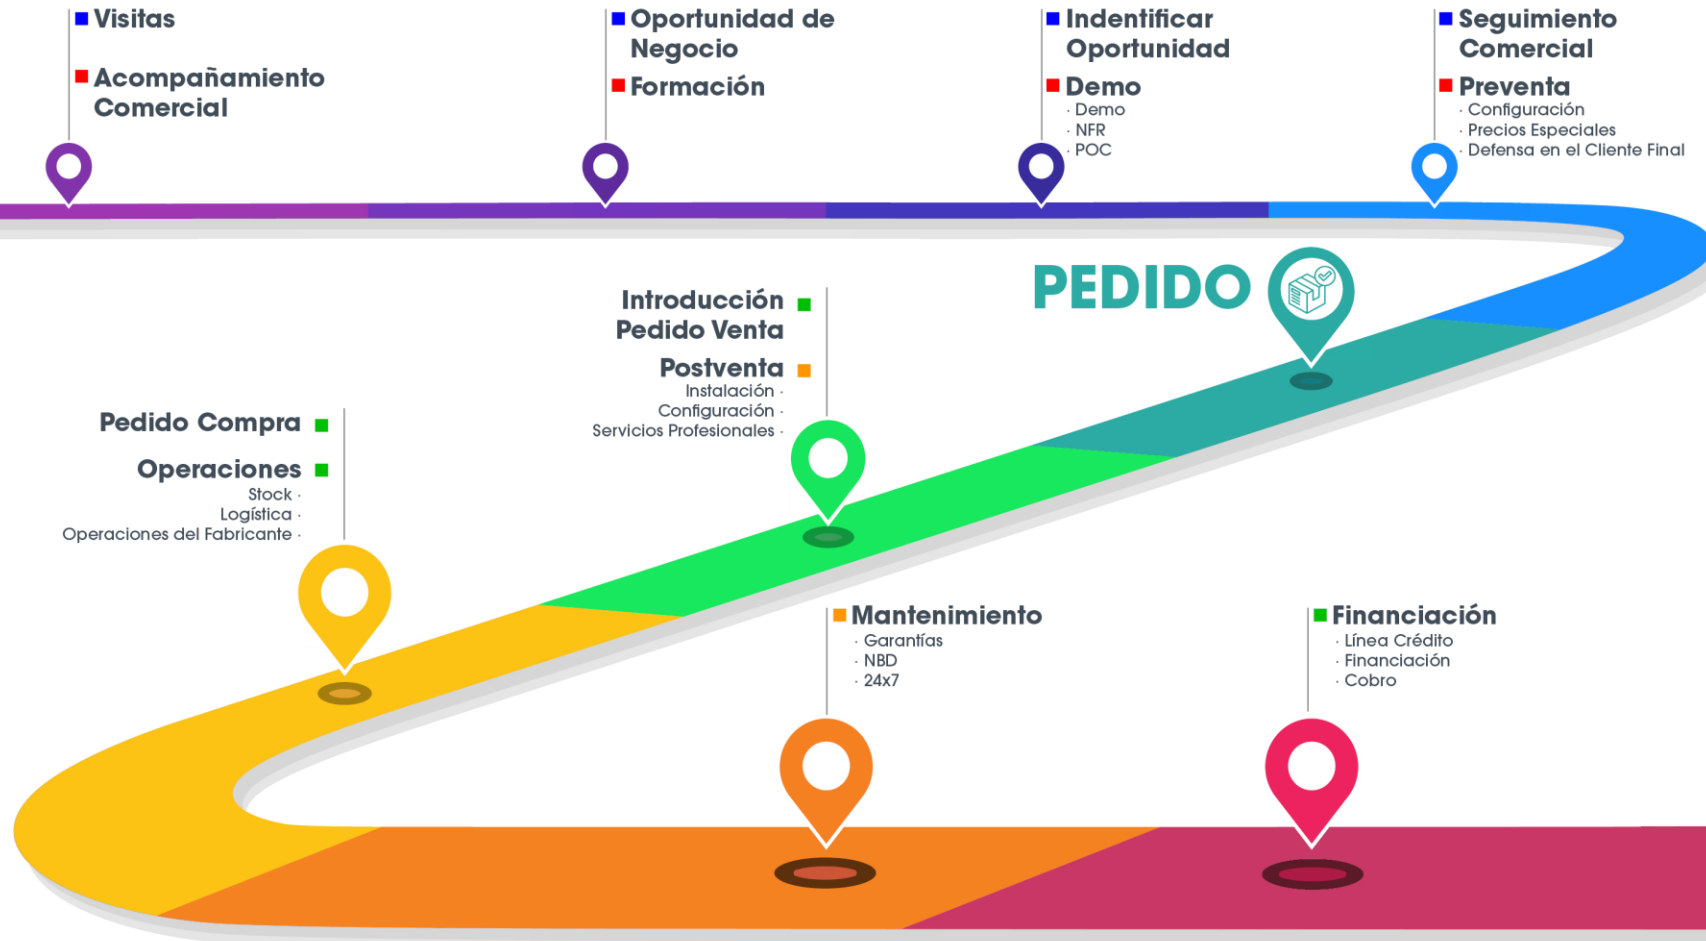 Visitas
Acompañamiento
Comercial
Oportunidad de
Negocio
Formación
Indentificar
Oportunidad
Demo
· Demo
· NFR
· POC
Seguimiento
Comercial
Preventa
· Configuración
· Precios Especiales
· Defensa en el Cliente Final
PEDIDO
Introducción
Pedido Venta
Postventa
Instalación ·
Configuración ·
Servicios Profesionales ·
Pedido Compra
Operaciones
Stock ·
Logística ·
Operaciones del Fabricante ·
Mantenimiento
· Garantías
· NBD
· 24x7
Financiación
· Línea Crédito
· Financiación
· Cobro